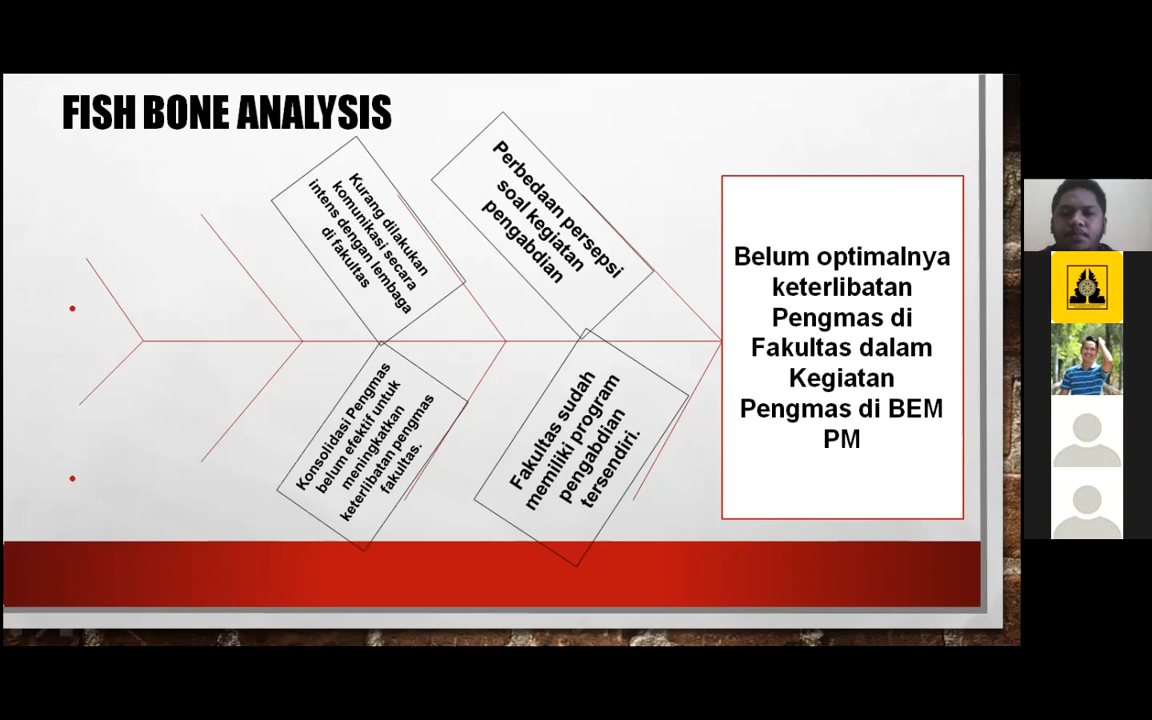 FISH BONE ANALYSIS
Kurang dilakukan
komunikasi secara
intens dengan lembaga
di fakultas
Perbedaan persepsi
soal kegiatan
pengabdian
Konsolidasi Pengmas
belum efektif untuk
meningkatkan
keterlibatan pengmas
fakultas.
Fakultas sudah
memiliki program
pengabdian
tersendiri.
Belum optimalnya
keterlibatan
Pengmas di
Fakultas dalam
Kegiatan
Pengmas di BEM
PM